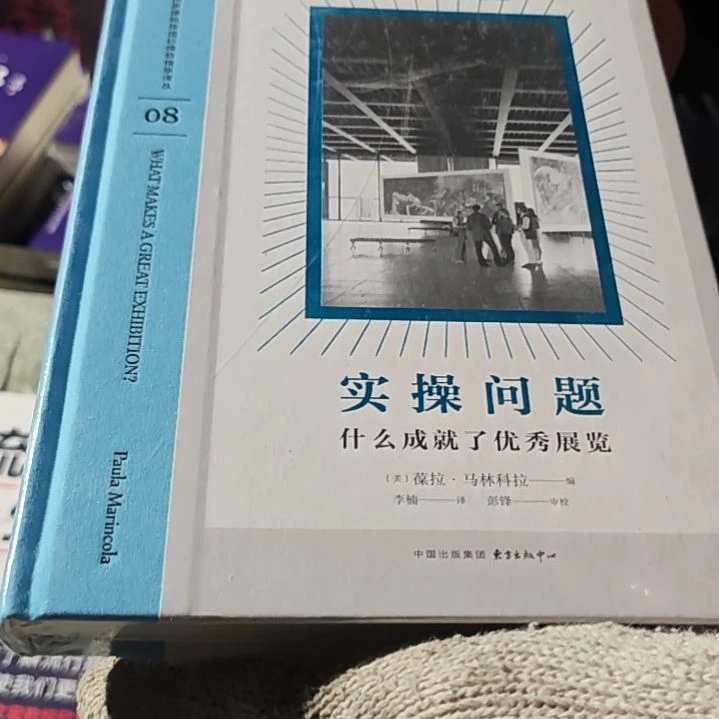 08
WHAT MAKES A GREAT EXHIBITION?
Paula Marincola
实操问题
什么成就了优秀展览
［美］葆拉·马林科拉——编
李楠——译 彭锋——审校
中国出版集团 东方出版中心